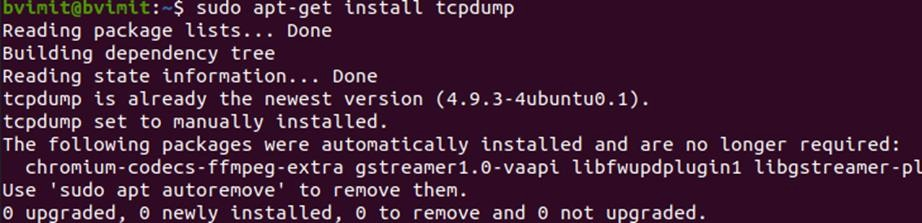 bvimit@bvimit:~$ sudo apt-get install tcpdump
Reading package lists... Done
Building dependency tree
Reading state information... Done
tcpdump is already the newest version (4.9.3-4ubuntu0.1).
tcpdump set to manually installed.
The following packages were automatically installed and are no longer required:
  chromium-codecs-ffmpeg-extra gstreamer1.0-vaapi libfwupdplugin1 libgstreamer-pl
Use 'sudo apt autoremove' to remove them.
0 upgraded, 0 newly installed, 0 to remove and 0 not upgraded.